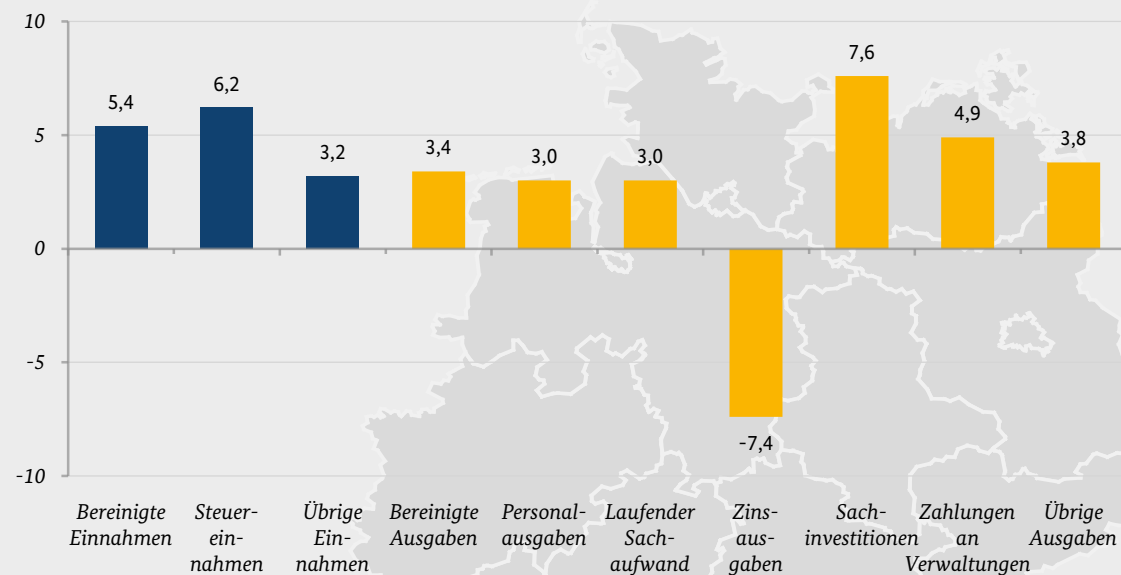 10
5
0
-5
-10
5,4
6,2
3,2
3,4
3,0
3,0
-7,4
7,6
4,9
3,8
Bereinigte
Einnahmen
Steuer-
ein-
nahmen
Übrige
Ein-
nahmen
Bereinigte
Ausgaben
Personal-
ausgaben
Laufender
Sach-
aufwand
Zins-
aus-
gaben
Sach-
investitionen
Zahlungen
an
Verwaltungen
Übrige
Ausgaben